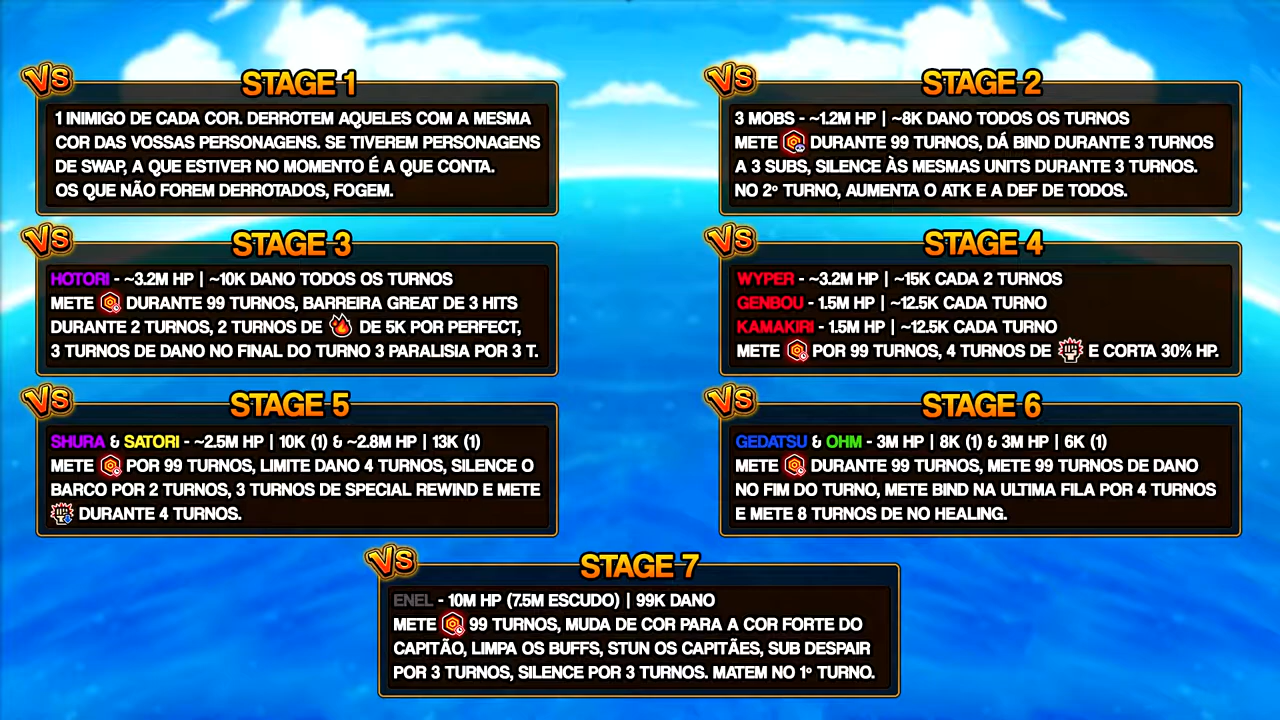 VS
STAGE 1
1 INIMIGO DE CADA COR. DERROTEM AQUELES COM A MESMA
COR DAS VOSSAS PERSONAGENS. SE TIVEREM PERSONAGENS
DE SWAP, A QUE ESTIVER NO MOMENTO É A QUE CONTA.
OS QUE NÃO FOREM DERROTADOS, FOGEM.
VS
STAGE 2
3 MOBS - ~1.2M HP | ~8K DANO TODOS OS TURNOS
METE DURANTE 99 TURNOS, DÁ BIND DURANTE 3 TURNOS
A 3 SUBS, SILENCE ÀS MESMAS UNITS DURANTE 3 TURNOS.
NO 2º TURNO, AUMENTA O ATK E A DEF DE TODOS.
VS
STAGE 3
HOTORI - ~3.2M HP | ~10K DANO TODOS OS TURNOS
METE DURANTE 99 TURNOS, BARREIRA GREAT DE 3 HITS
DURANTE 2 TURNOS, 2 TURNOS DE DE 5K POR PERFECT,
3 TURNOS DE DANO NO FINAL DO TURNO 3 PARALISIA POR 3 T.
VS
STAGE 4
WYPER - ~3.2M HP | ~15K CADA 2 TURNOS
GENBOU - 1.5M HP | ~12.5K CADA TURNO
KAMAKIRI - 1.5M HP | ~12.5K CADA TURNO
METE POR 99 TURNOS, 4 TURNOS DE E CORTA 30% HP.
VS
STAGE 5
SHURA & SATORI - ~2.5M HP | 10K (1) & ~2.8M HP | 13K (1)
METE POR 99 TURNOS, LIMITE DANO 4 TURNOS, SILENCE O
BARCO POR 2 TURNOS, 3 TURNOS DE SPECIAL REWIND E METE
DURANTE 4 TURNOS.
VS
STAGE 6
GEDATSU & OHM - 3M HP | 8K (1) & 3M HP | 6K (1)
METE DURANTE 99 TURNOS, METE 99 TURNOS DE DANO
NO FIM DO TURNO, METE BIND NA ULTIMA FILA POR 4 TURNOS
E METE 8 TURNOS DE NO HEALING.
VS
STAGE 7
ENEL - 10M HP (7.5M ESCUDO) | 99K DANO
METE 99 TURNOS, MUDA DE COR PARA A COR FORTE DO
CAPITÃO, LIMPA OS BUFFS, STUN OS CAPITÃES, SUB DESPAIR
POR 3 TURNOS, SILENCE POR 3 TURNOS. MATEM NO 1º TURNO.